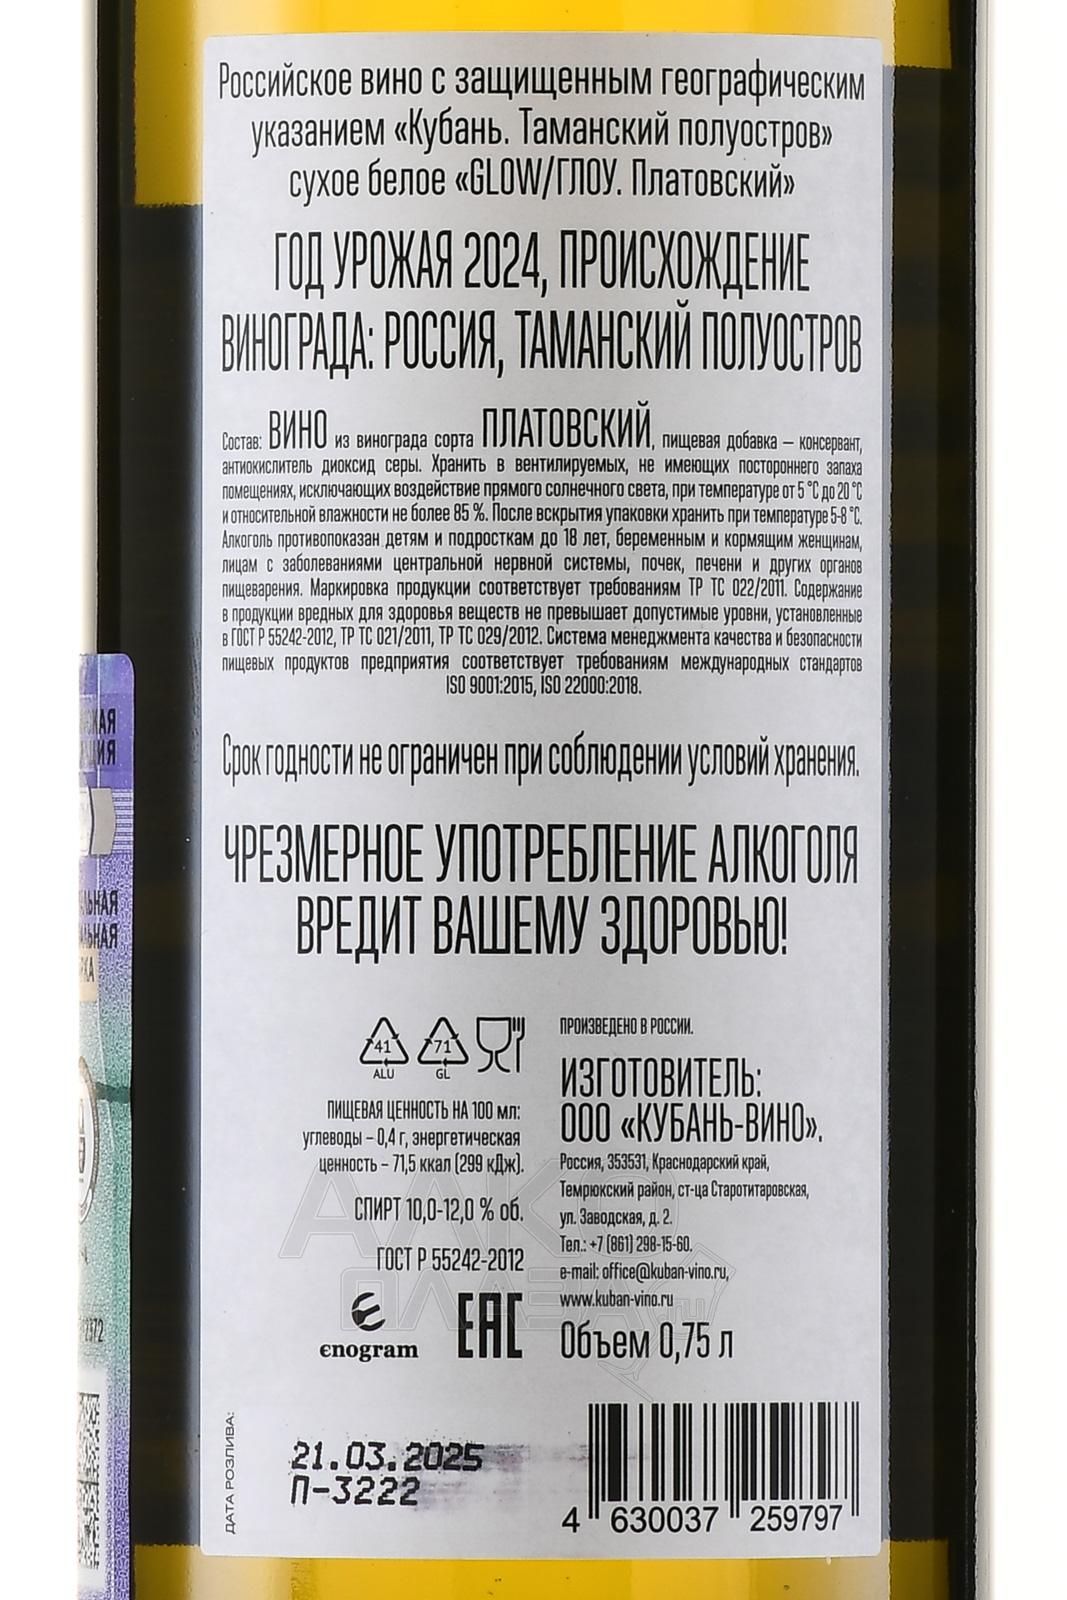 Российское вино с защищенным географическим
указанием «Кубань. Таманский полуостров»
сухое белое «GLOW/ГЛОУ. Платовский»
ГОД УРОЖАЯ 2024, ПРОИСХОЖДЕНИЕ
ВИНОГРАДА: РОССИЯ, ТАМАНСКИЙ ПОЛУОСТРОВ
Состав: ВИНО из винограда сорта ПЛАТОВСКИЙ, пищевая добавка – консервант,
антиокислитель диоксид серы. Хранить в вентилируемых, не имеющих постороннего запаха
помещениях, исключающих воздействие прямого солнечного света, при температуре от 5 °C до 20 °C
и относительной влажности не более 85 %. После вскрытия упаковки хранить при температуре 5-8 °C.
Алкоголь противопоказан детям и подросткам до 18 лет, беременным и кормящим женщинам,
лицам с заболеваниями центральной нервной системы, почек, печени и других органов
пищеварения. Маркировка продукции соответствует требованиям ТР ТС 022/2011. Содержание
в продукции вредных для здоровья веществ не превышает допустимые уровни, установленные
в ГОСТ Р 55242-2012, ТР ТС 021/2011, ТР ТС 029/2012. Система менеджмента качества и безопасности
пищевых продуктов предприятия соответствует требованиям международных стандартов
ISO 9001:2015, ISO 22000:2018.
Срок годности не ограничен при соблюдении условий хранения.
ЧРЕЗМЕРНОЕ УПОТРЕБЛЕНИЕ АЛКОГОЛЯ
ВРЕДИТ ВАШЕМУ ЗДОРОВЬЮ!
41 71
ALU GL
ПИЩЕВАЯ ЦЕННОСТЬ НА 100 мл:
углеводы – 0,4 г, энергетическая
ценность – 71,5 ккал (299 кДж).
СПИРТ 10,0-12,0 % об.
ГОСТ Р 55242-2012
enogram EAC
ПРОИЗВЕДЕНО В РОССИИ.
ИЗГОТОВИТЕЛЬ:
ООО «КУБАНЬ-ВИНО».
Россия, 353531, Краснодарский край,
Темрюкский район, ст-ца Старотитаровская,
ул. Заводская, д. 2.
Тел.: +7 (861) 298-15-60.
e-mail: office@kuban-vino.ru,
www.kuban-vino.ru
Объем 0,75 л
ДАТА РОЗЛИВА:
21.03.2025
П-3222
4 630037 259797
АЛКО
ПЛАЗА.ru